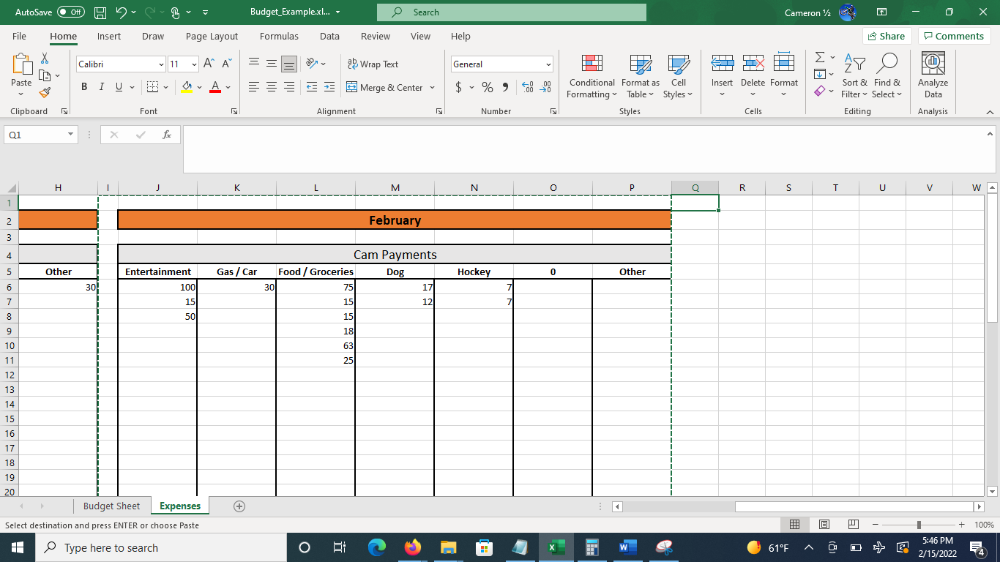 AutoSave Off Budget_Example.xl... Search Cameron ½
File Home Insert Draw Page Layout Formulas Data Review View Help Share Comments
Paste Calibri 11 A A Wrap Text General Conditional Formatting Format as Table Cell Styles Insert Delete Format Sort & Filter Find & Select Analyze Data
B I U A Merge & Center $ % 9 .00 .00
Clipboard Font Alignment Number Styles Cells Editing Analysis
Q1 fx
H I J K L M N O P Q R S T U V W
1
2 February
3
4 Cam Payments
5 Other Entertainment Gas / Car Food / Groceries Dog Hockey 0 Other
6 30 100 30 75 17 7
7 15 15 12 7
8 50 15
9 18
10 63
11 25
12
13
14
15
16
17
18
19
20
Budget Sheet Expenses
Select destination and press ENTER or choose Paste 100%
Type here to search 61°F 5:46 PM
2/15/2022 4